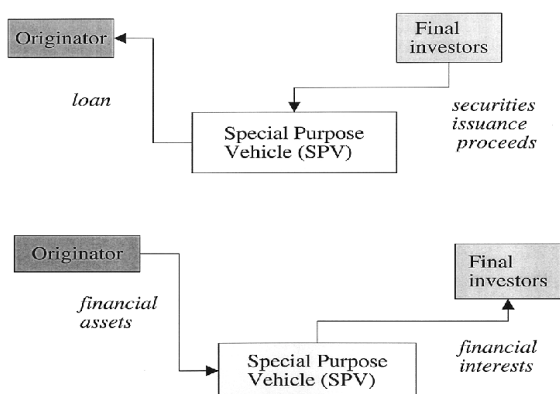 Originator
Final
investors
loan
securities
issuance
proceeds
Special Purpose
Vehicle (SPV)
Originator
Final
investors
financial
assets
financial
interests
Special Purpose
Vehicle (SPV)